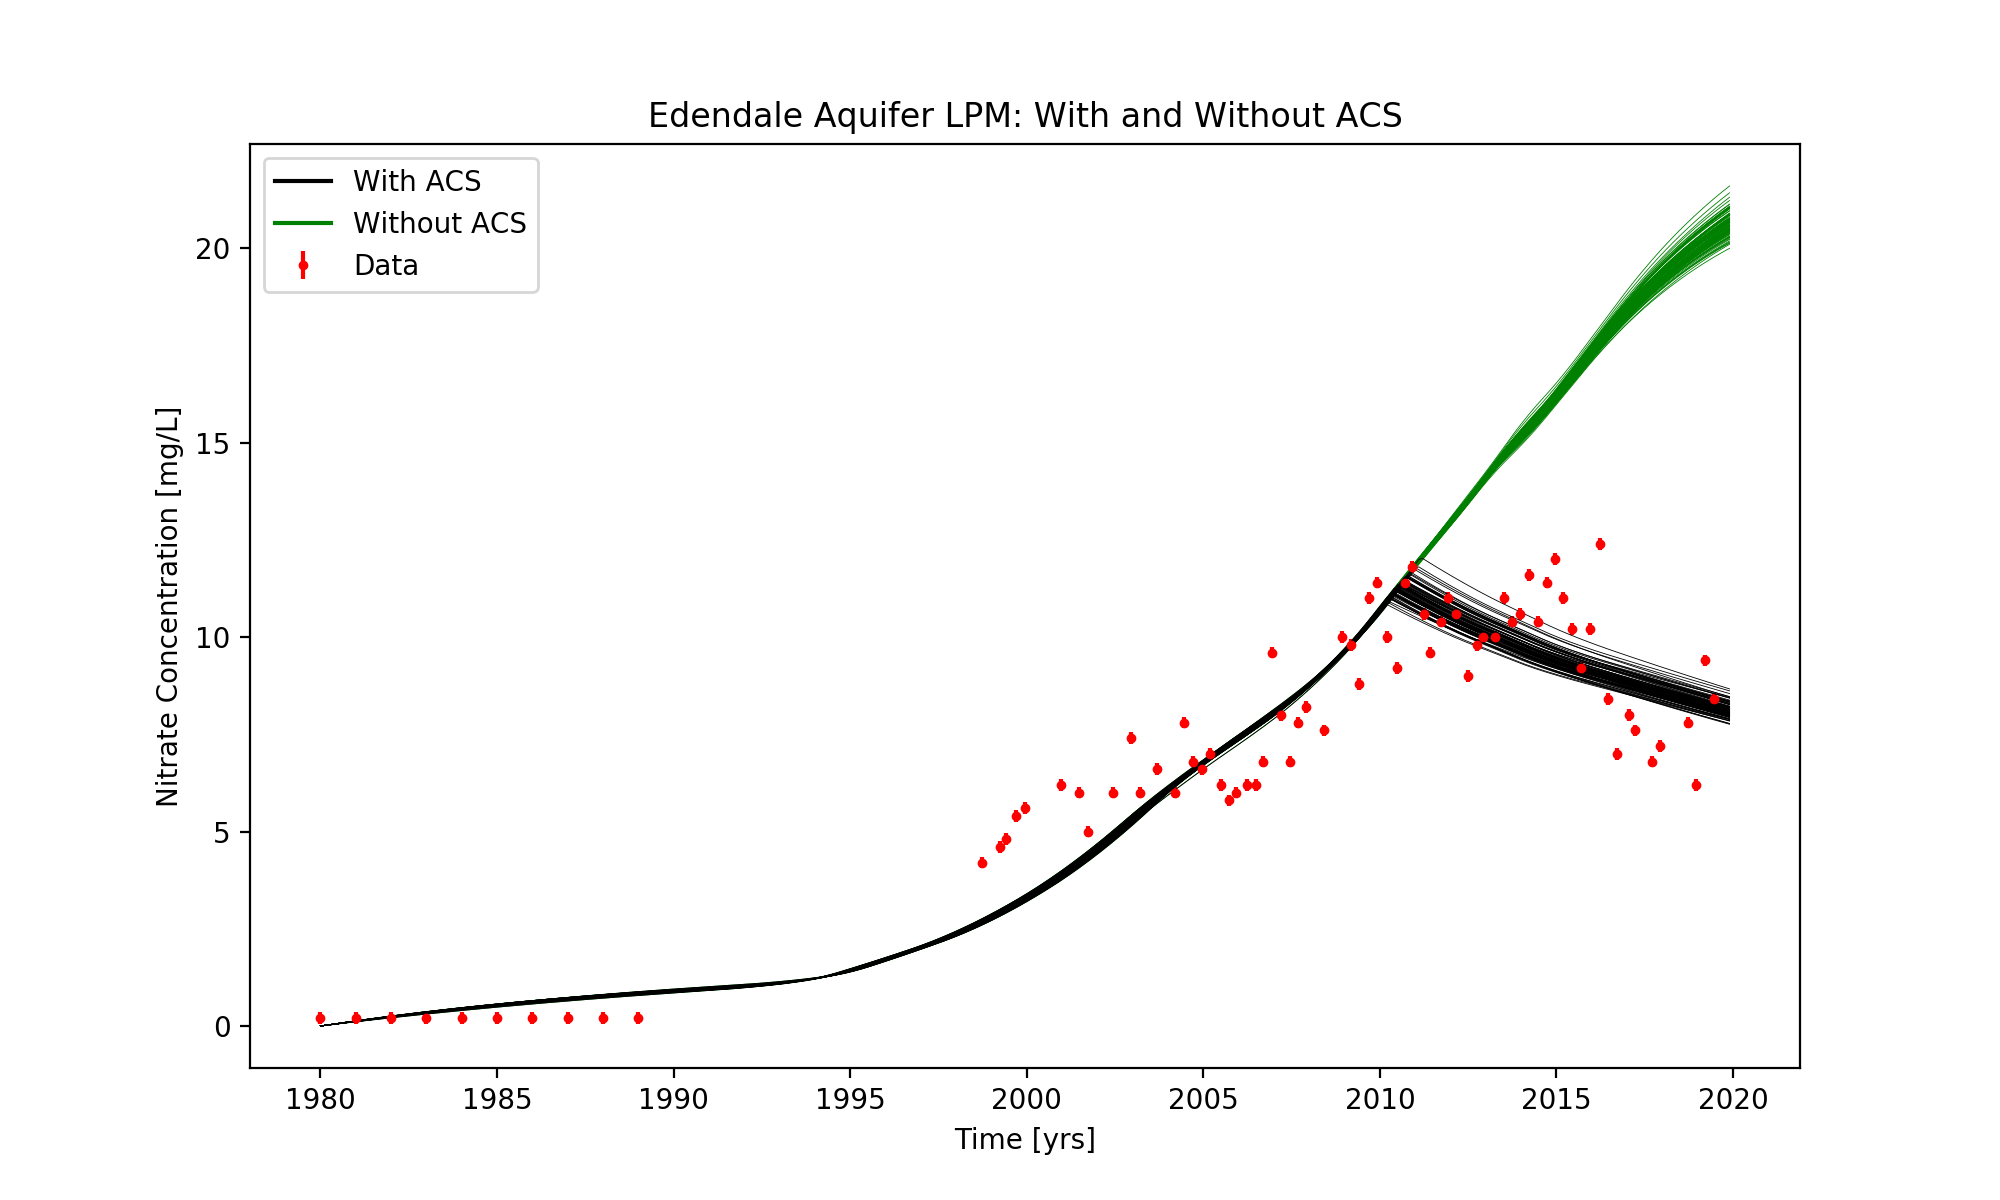 Edendale Aquifer LPM: With and Without ACS
With ACS
Without ACS
Data
Nitrate Concentration [mg/L]
20
15
10
5
0
1980 1985 1990 1995 2000 2005 2010 2015 2020
Time [yrs]